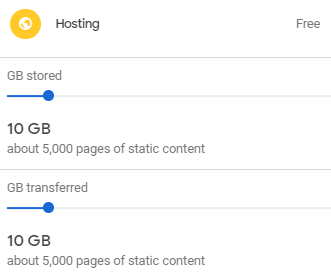 Hosting Free
GB stored
10 GB
about 5,000 pages of static content
GB transferred
10 GB
about 5,000 pages of static content